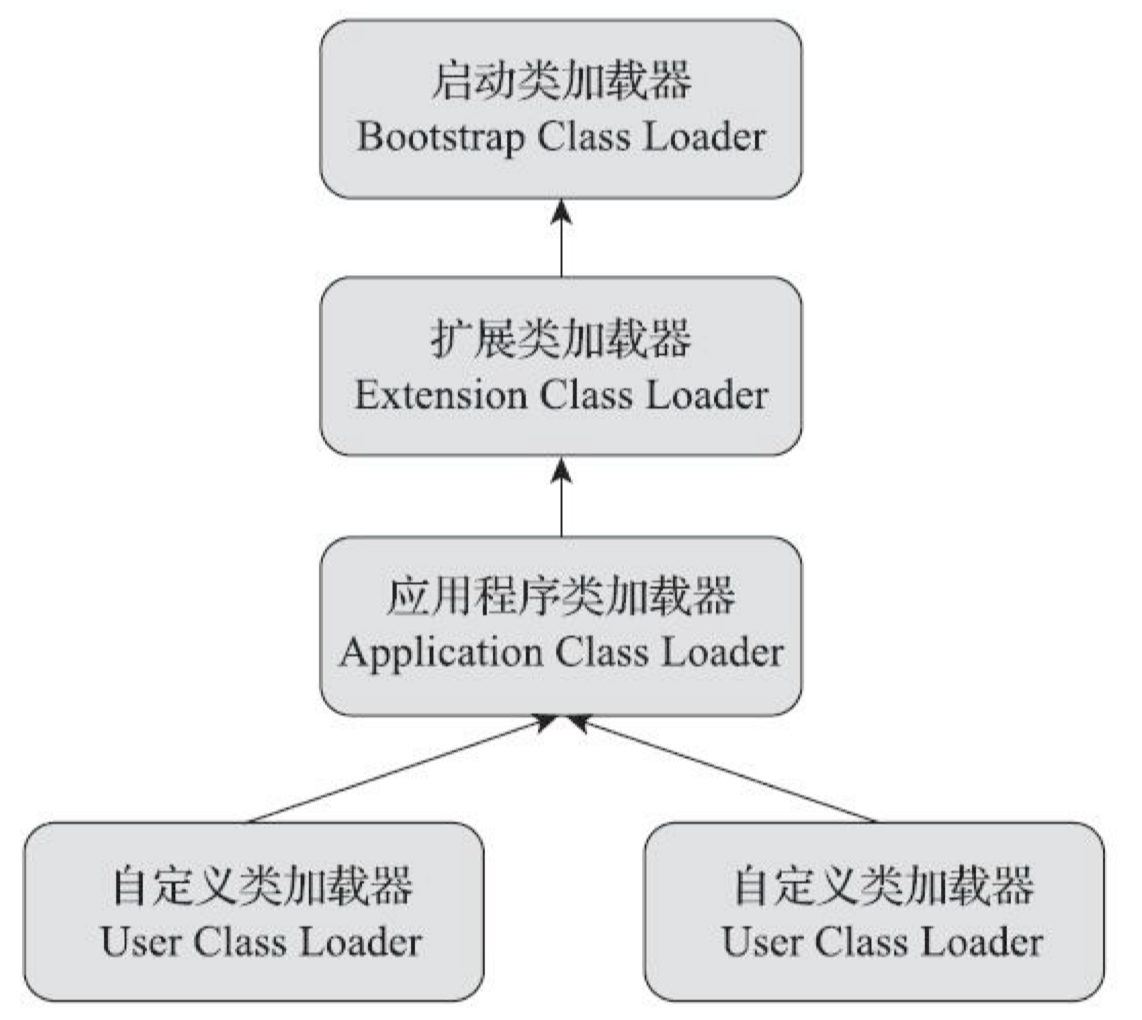 启动类加载器
Bootstrap Class Loader
扩展类加载器
Extension Class Loader
应用程序类加载器
Application Class Loader
自定义类加载器
User Class Loader
自定义类加载器
User Class Loader